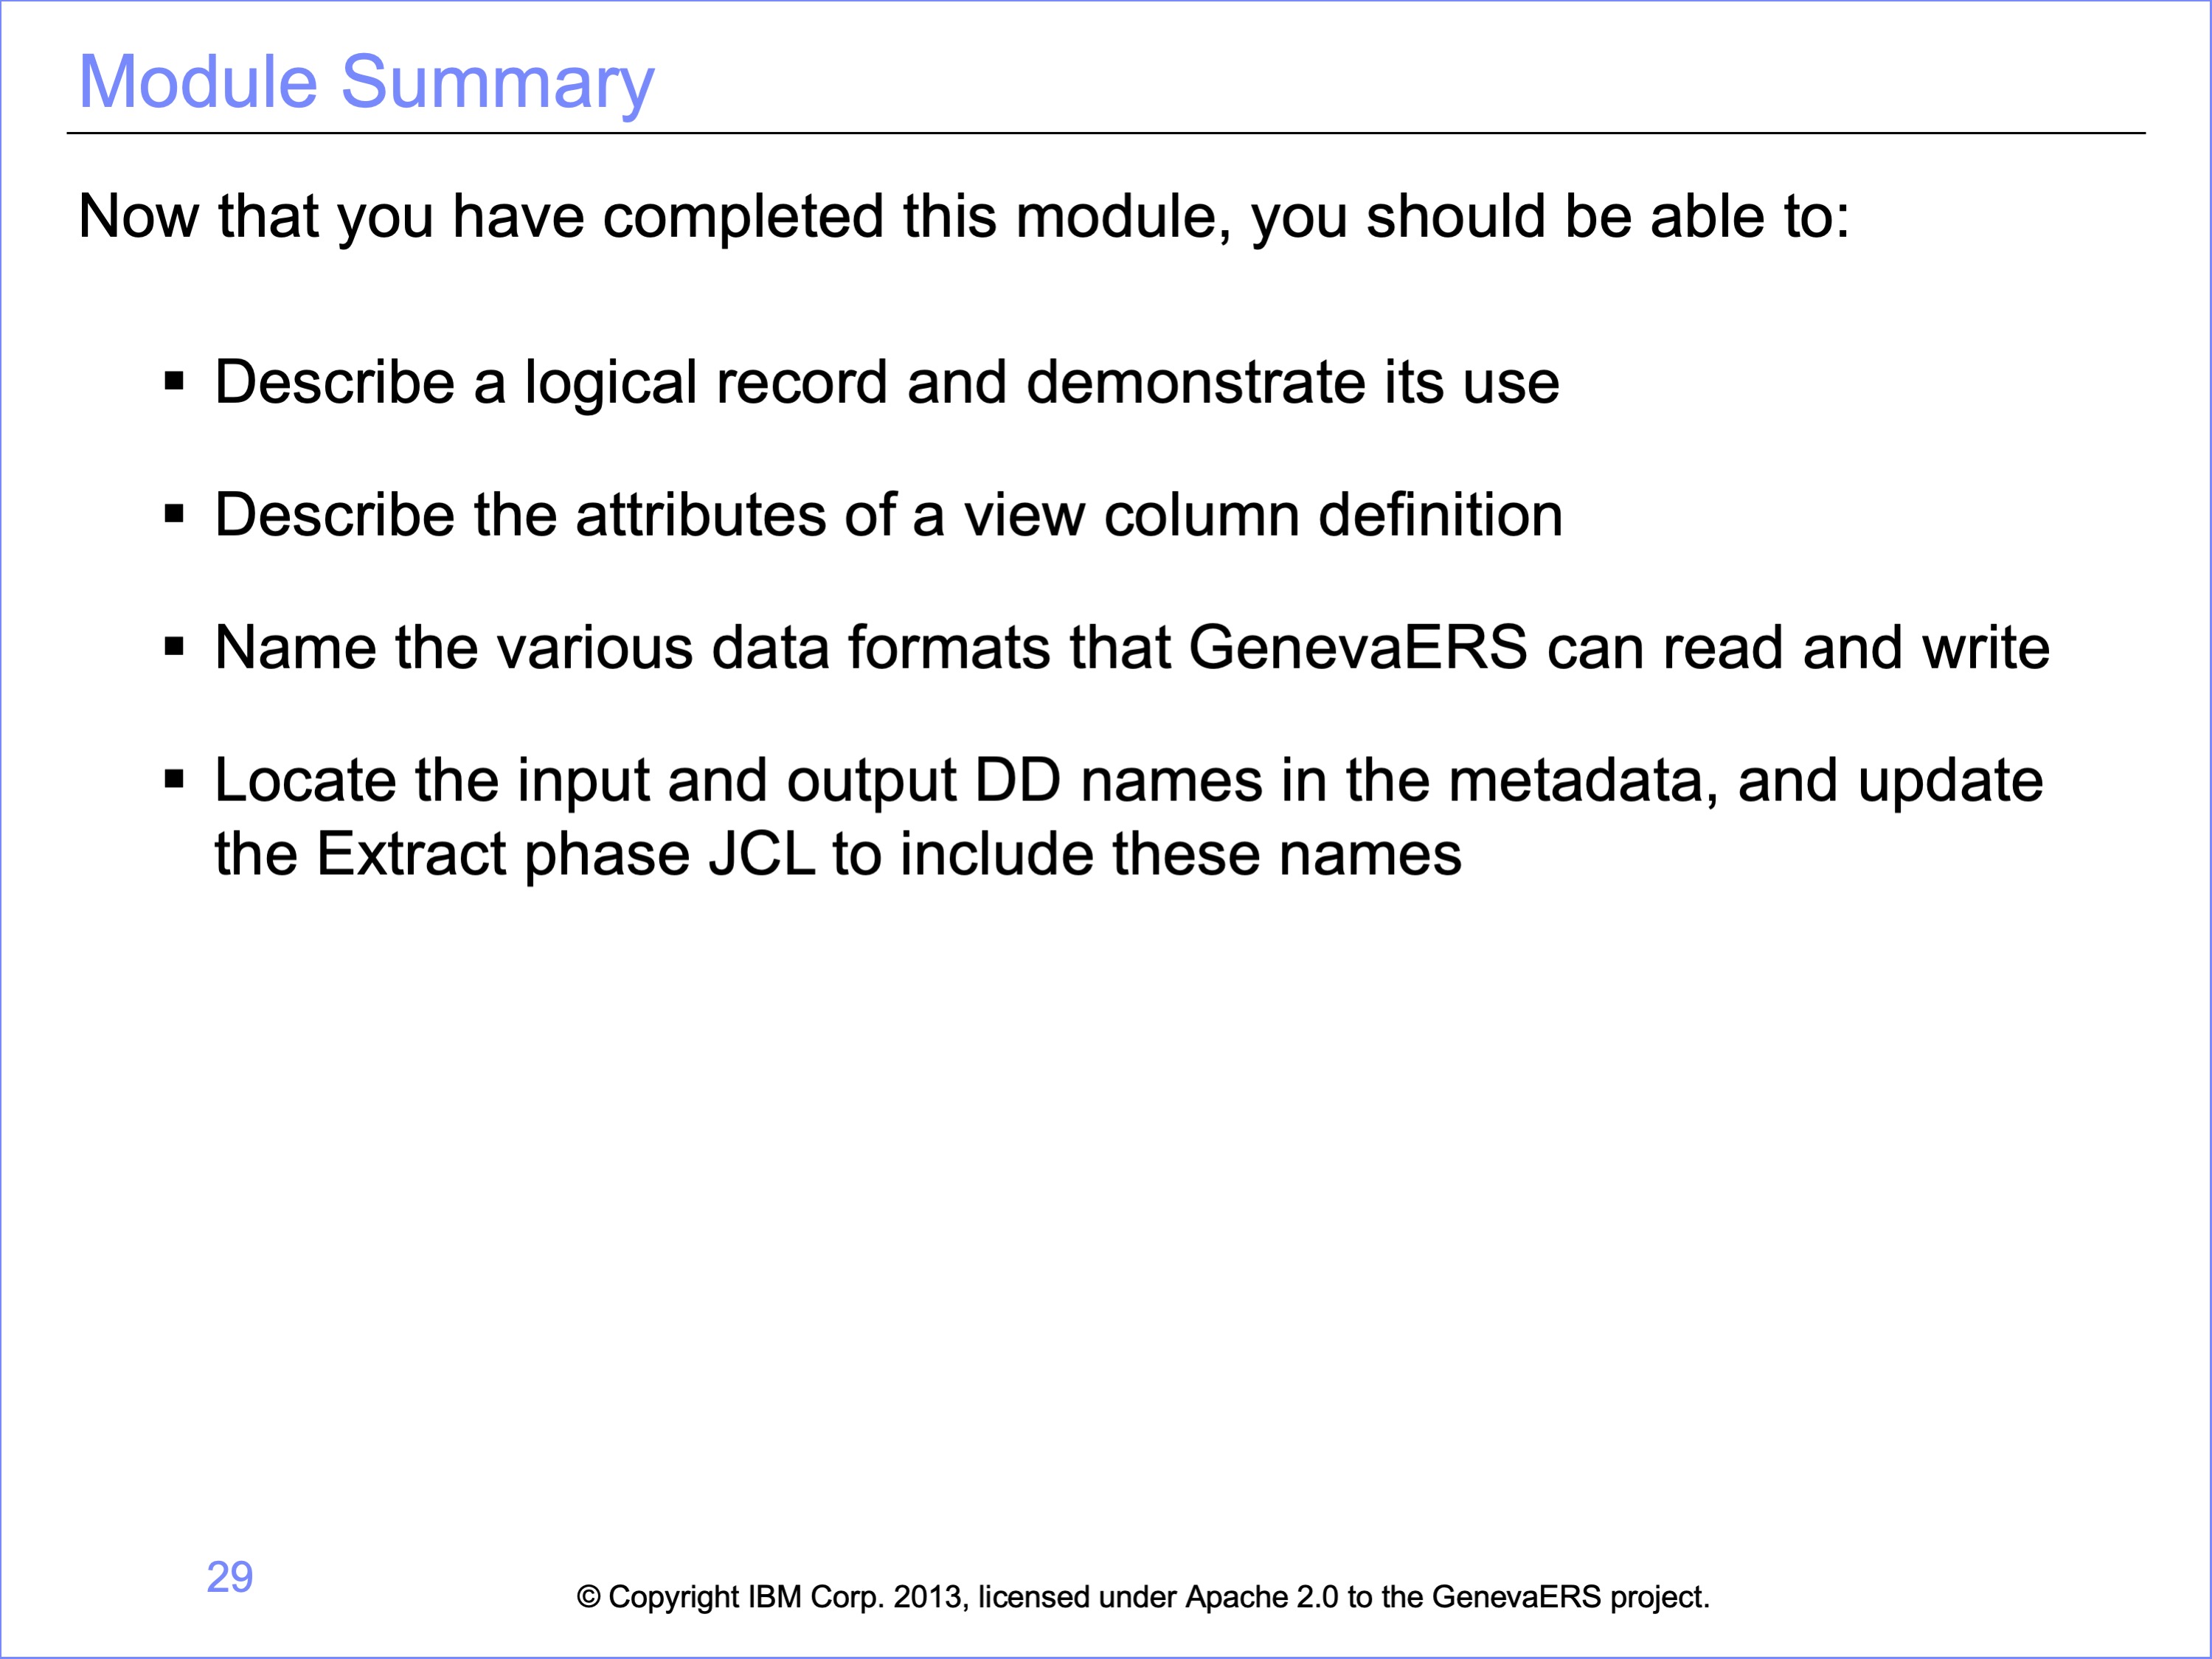 Module Summary
Now that you have completed this module, you should be able to:
▪ Describe a logical record and demonstrate its use
▪ Describe the attributes of a view column definition
▪ Name the various data formats that GenevaERS can read and write
▪ Locate the input and output DD names in the metadata, and update
the Extract phase JCL to include these names
29
© Copyright IBM Corp. 2013, licensed under Apache 2.0 to the GenevaERS project.